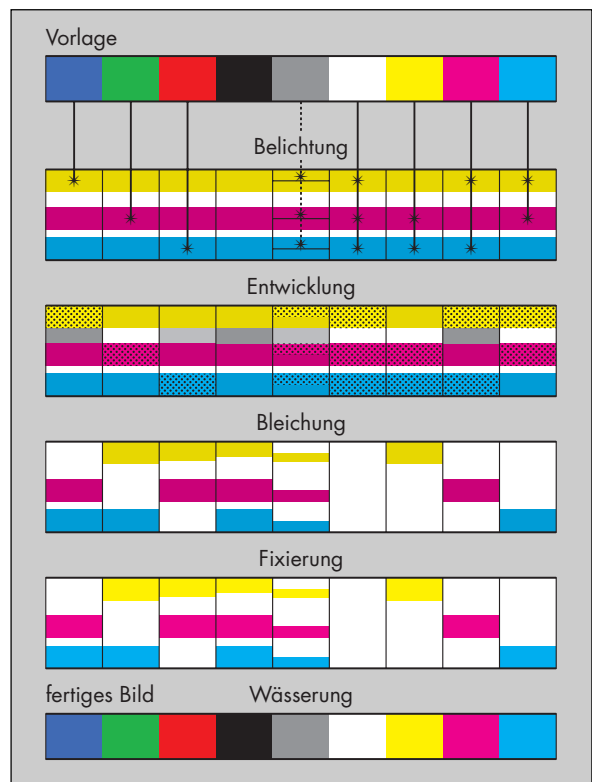 Vorlage
Belichtung
Entwicklung
Bleichung
Fixierung
fertiges Bild Wässerung